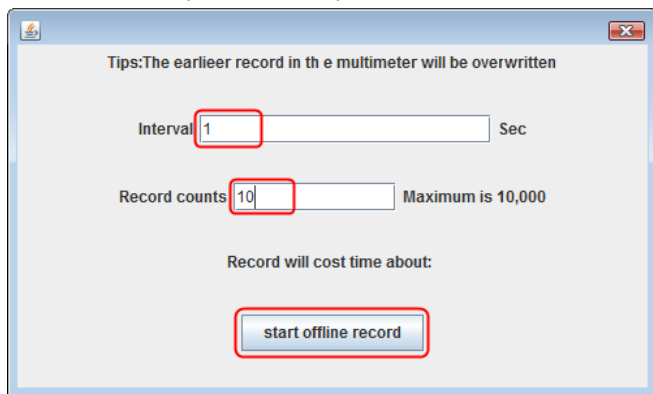 Tips:The earlieer record in th e multimeter will be overwritten
Interval 1 Sec
Record counts 10 Maximum is 10,000
Record will cost time about:
start offline record